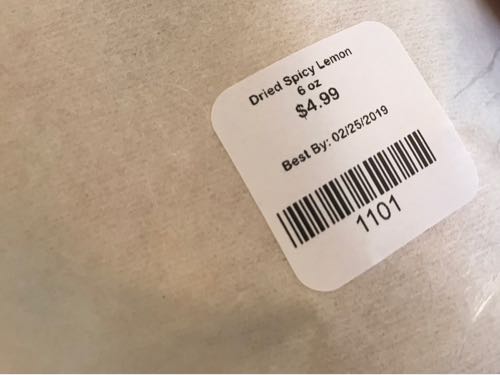 Dried Spicy Lemon
6 oz
$4.99
Best By: 02/25/2019
1101